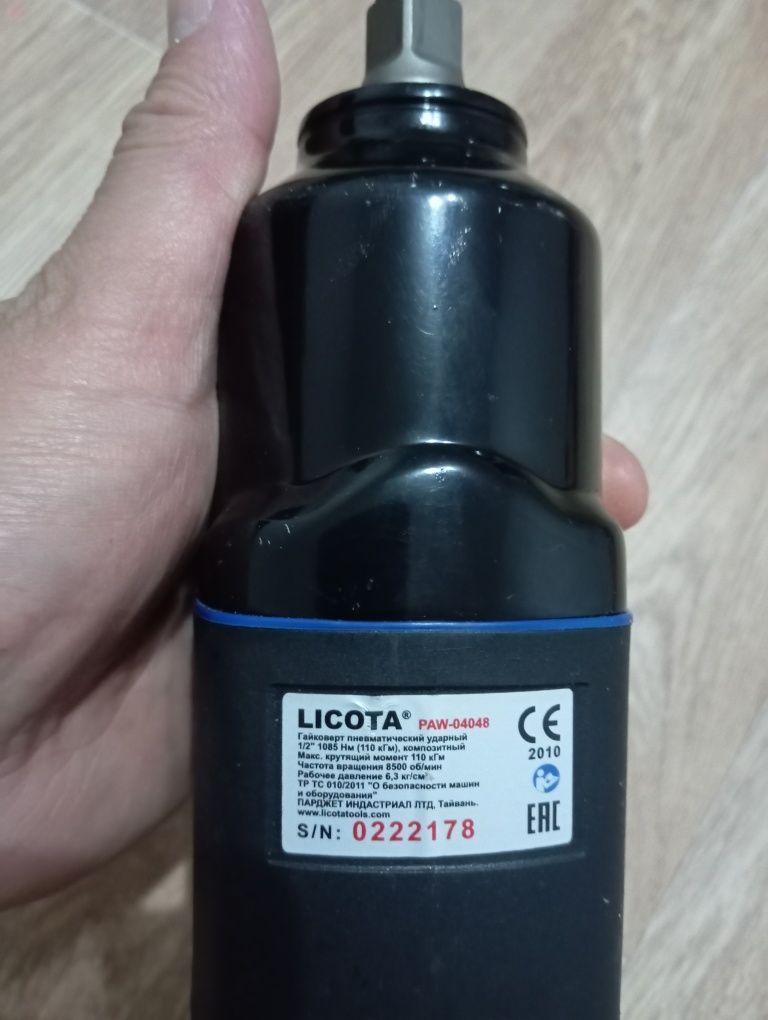 LICOTA® PAW-04048
Гайковерт пневматический ударный
1/2" 1085 Нм (110 кГм), композитный
Макс. крутящий момент 110 кГм
Частота вращения 8500 об/мин
Рабочее давление 6,3 кг/см²
ТР ТС 010/2011 "О безопасности машин
и оборудования"
ПАРДЖЕТ ИНДАСТРИАЛ ЛТД, Тайвань.
www.licotatools.com
S/N: 0222178
CE
2010
EAC